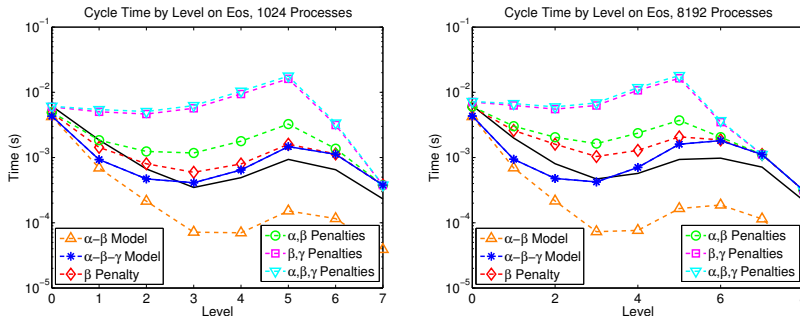 Cycle Time by Level on Eos, 1024 Processes
10⁻¹
10⁻²
10⁻³
10⁻⁴
10⁻⁵
Time (s)
α−β Model
α−β−γ Model
β Penalty
α,β Penalties
β,γ Penalties
α,β,γ Penalties
0 1 2 3 4 5 6 7
Level
Cycle Time by Level on Eos, 8192 Processes
10⁻¹
10⁻²
10⁻³
10⁻⁴
10⁻⁵
Time (s)
α−β Model
α−β−γ Model
β Penalty
α,β Penalties
β,γ Penalties
α,β,γ Penalties
0 2 4 6
Level